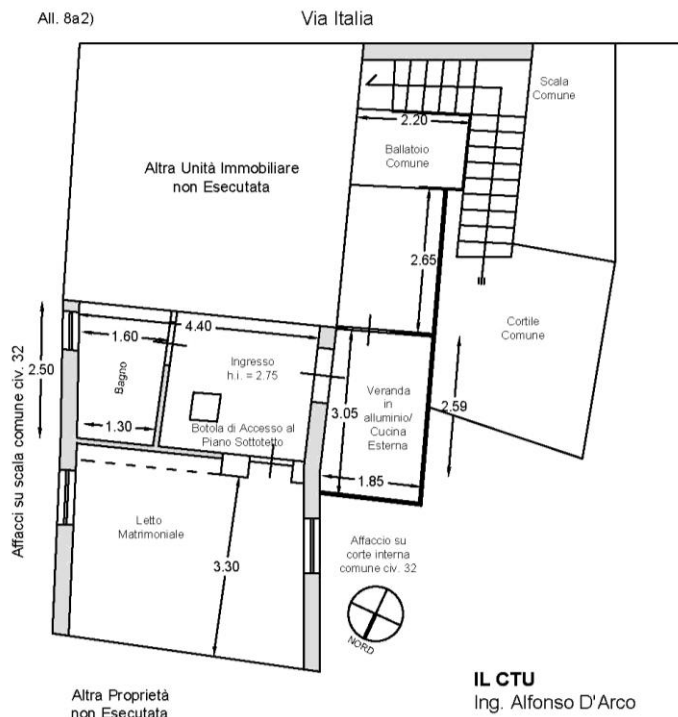 All. 8a2)
Via Italia
Scala
Comune
2.20
Ballatoio
Comune
Altra Unità Immobiliare
non Esecutata
2.65
Cortile
Comune
4.40
1.60
Ingresso
h.i. = 2.75
Bagno
2.50
Affacci su scala comune civ. 32
Veranda
in
alluminio/
Cucina
Esterna
3.05
2.59
1.30
Botola di Accesso al
Piano Sottotetto
1.85
Letto
Matrimoniale
3.30
Affaccio su
corte interna
comune civ. 32
NORD
Altra Proprietà
non Esecutata
IL CTU
Ing. Alfonso D'Arco